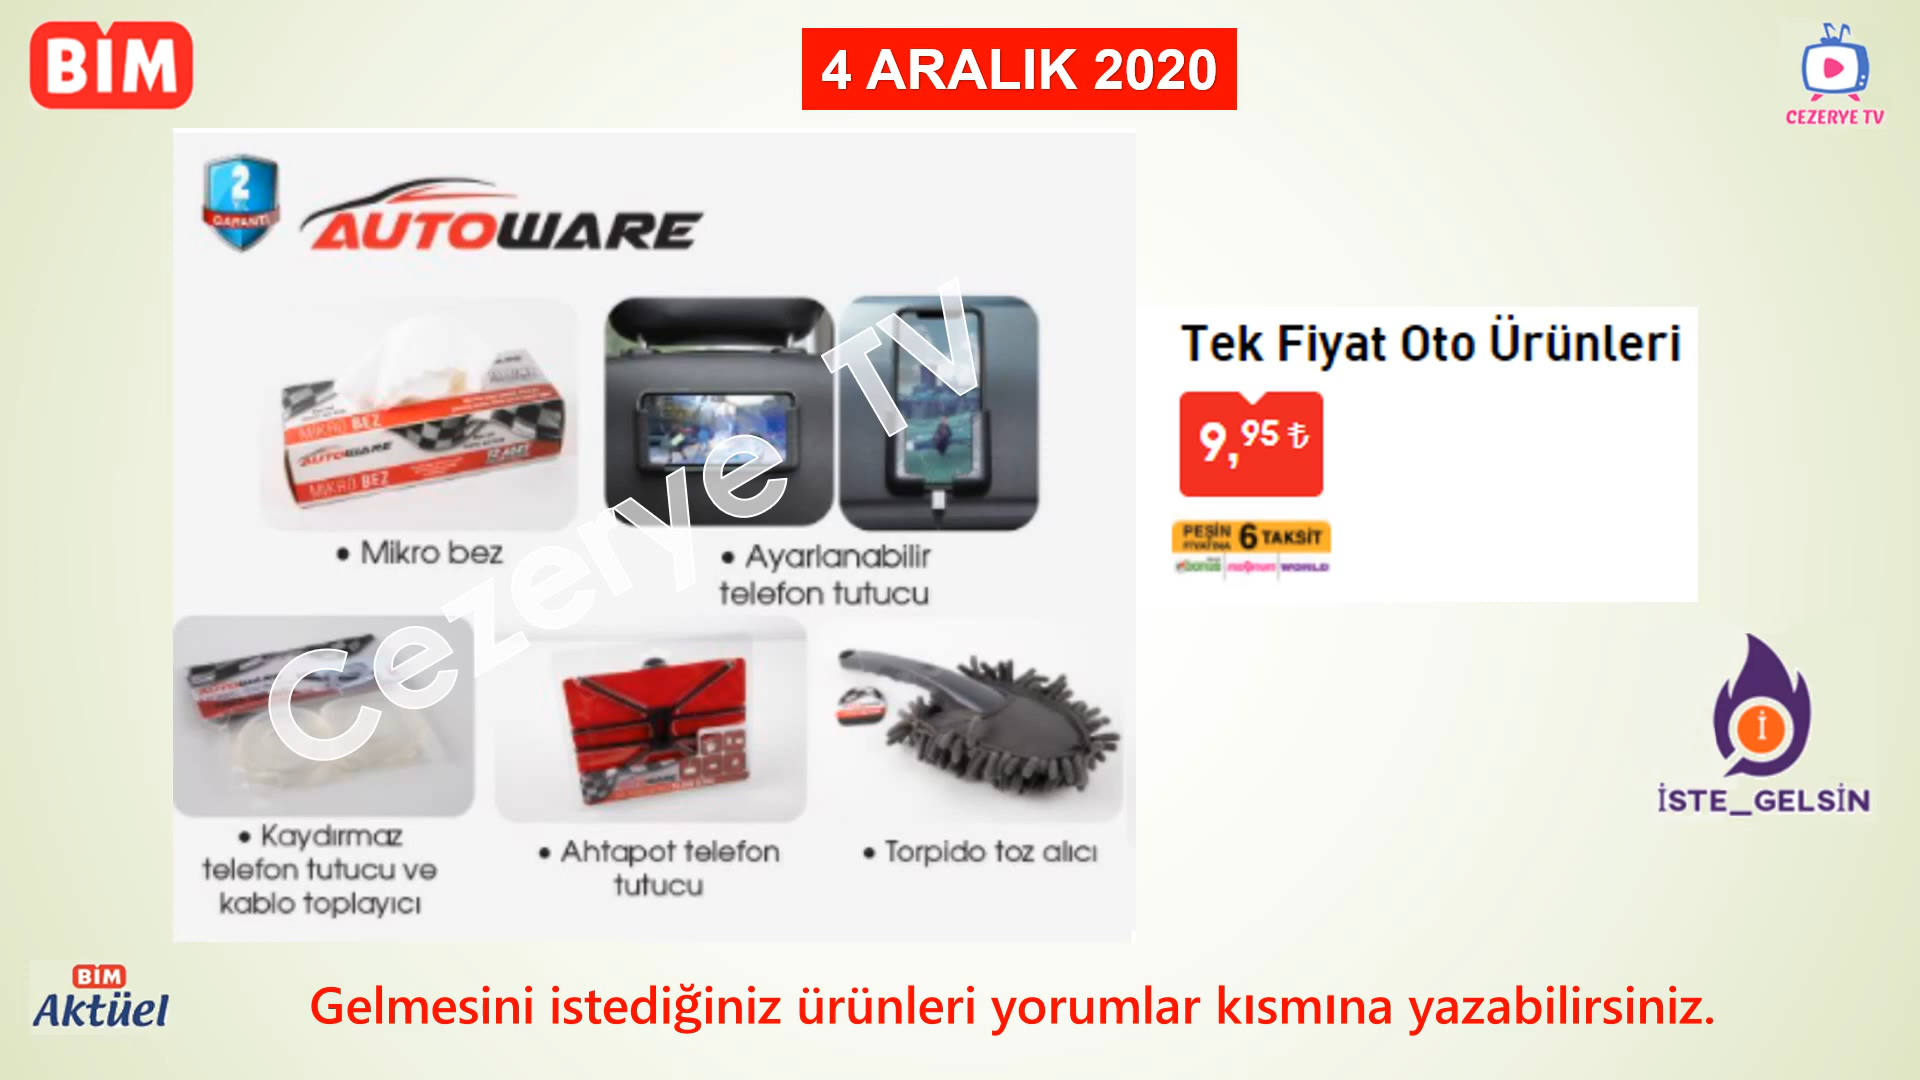 BİM
4 ARALIK 2020
CEZERYE TV
2
YIL
GARANTİ
AUTOWARE
MİKRO BEZ
AUTOWARE
MİKRO BEZ
• Mikro bez
• Ayarlanabilir
telefon tutucu
Cezerye TV
• Kaydırmaz
telefon tutucu ve
kablo toplayıcı
AUTOWARE
• Ahtapot telefon
tutucu
• Torpido toz alıcı
Tek Fiyat Oto Ürünleri
9,95 ₺
PEŞİN
FİYATINA
6 TAKSİT
bonus maximum WORLD
İ
İSTE_GELSİN
BİM
Aktüel
Gelmesini istediğiniz ürünleri yorumlar kısmına yazabilirsiniz.